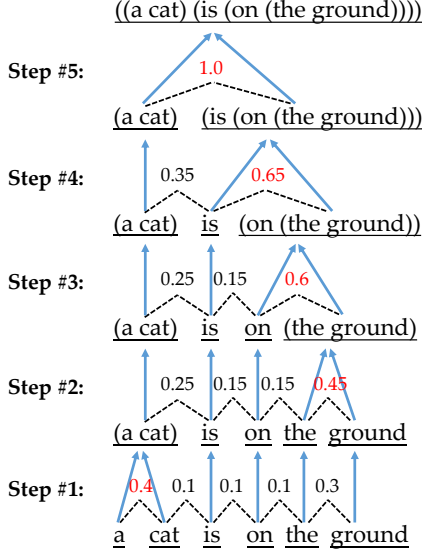 ((a cat) (is (on (the ground))))
Step #5:
1.0
(a cat) (is (on (the ground)))
Step #4:
0.35 0.65
(a cat) is (on (the ground))
Step #3:
0.25 0.15 0.6
(a cat) is on (the ground)
Step #2:
0.25 0.15 0.15 0.45
(a cat) is on the ground
Step #1:
0.4 0.1 0.1 0.1 0.3
a cat is on the ground